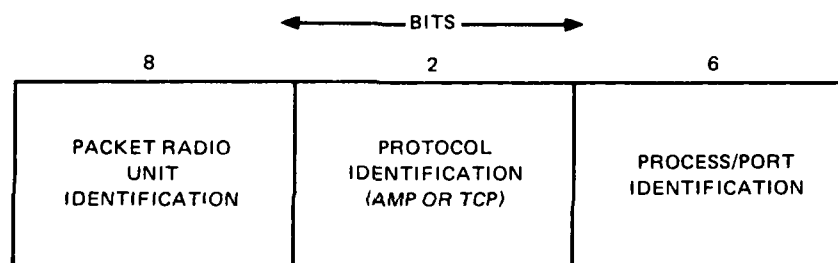 BITS
8 2 6
PACKET RADIO
UNIT
IDENTIFICATION
PROTOCOL
IDENTIFICATION
(AMP OR TCP)
PROCESS/PORT
IDENTIFICATION